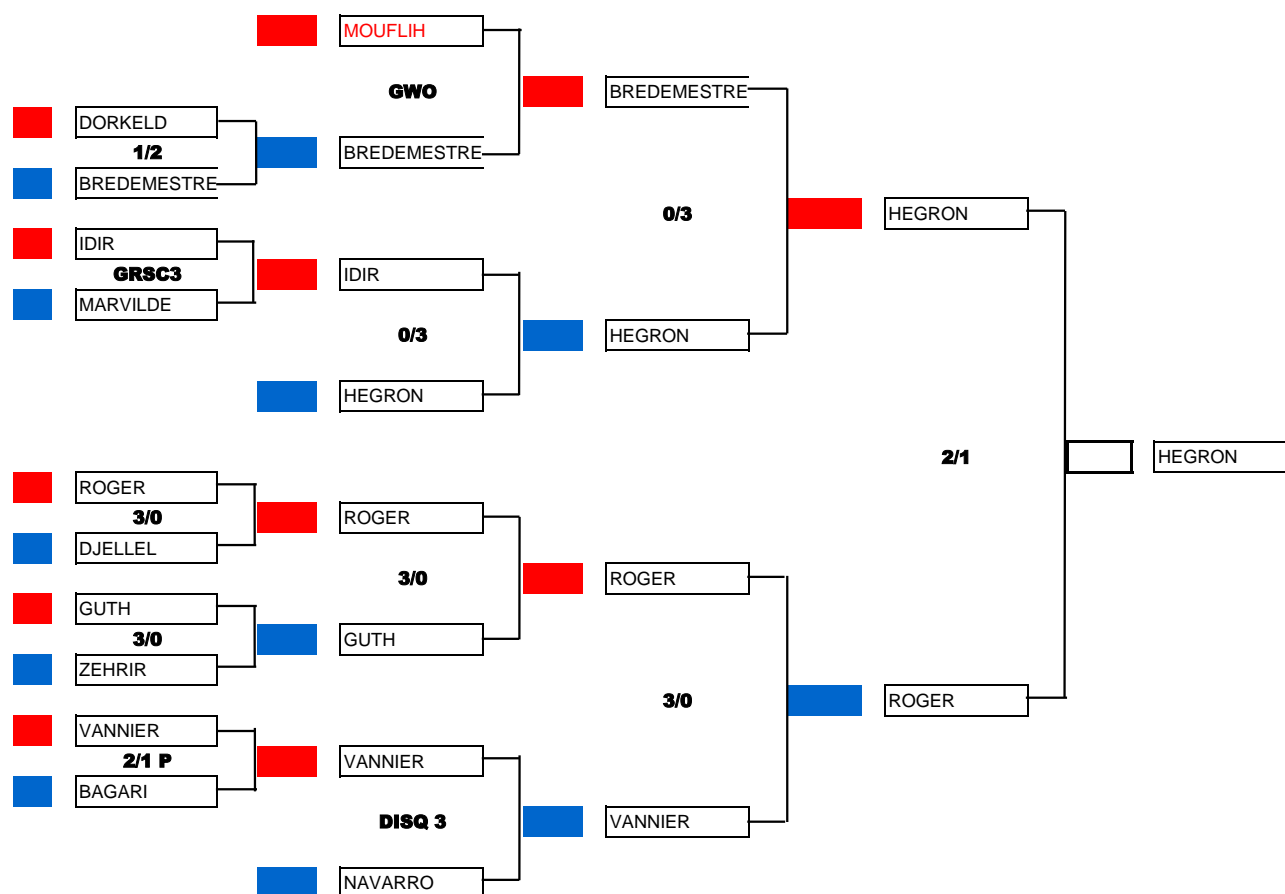 MOUFLIH
GWO
BREDEMESTRE
DORKELD
1/2
BREDEMESTRE
BREDEMESTRE
0/3
HEGRON
IDIR
GRSC3
IDIR
MARVILDE
0/3
HEGRON
HEGRON
2/1
HEGRON
ROGER
3/0
ROGER
DJELLEL
3/0
ROGER
GUTH
3/0
GUTH
ZEHRIR
3/0
ROGER
VANNIER
2/1 P
VANNIER
BAGARI
DISQ 3
VANNIER
NAVARRO